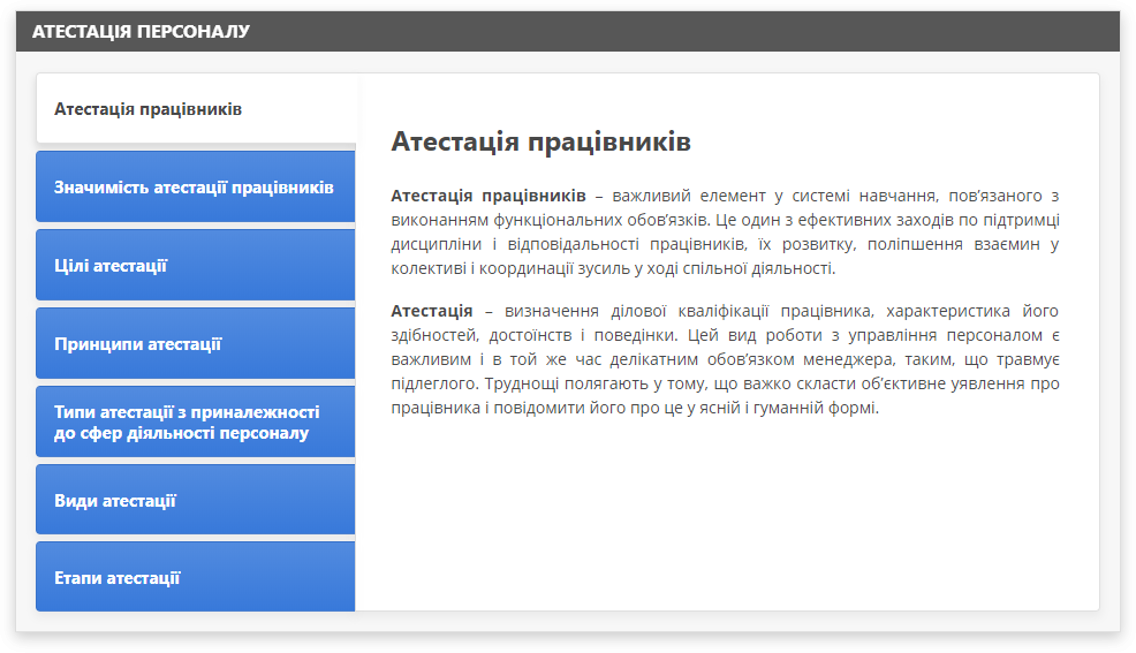 АТЕСТАЦІЯ ПЕРСОНАЛУ
Атестація працівників
Значимість атестації працівників
Цілі атестації
Принципи атестації
Типи атестації з приналежності
до сфер діяльності персоналу
Види атестації
Етапи атестації
Атестація працівників
Атестація працівників – важливий елемент у системі навчання, пов’язаного з
виконанням функціональних обов’язків. Це один з ефективних заходів по підтримці
дисципліни і відповідальності працівників, їх розвитку, поліпшення взаємин у
колективі і координації зусиль у ході спільної діяльності.
Атестація – визначення ділової кваліфікації працівника, характеристика його
здібностей, достоїнств і поведінки. Цей вид роботи з управління персоналом є
важливим і в той же час делікатним обов’язком менеджера, таким, що травмує
підлеглого. Труднощі полягають у тому, що важко скласти об’єктивне уявлення про
працівника і повідомити його про це у ясній і гуманній формі.